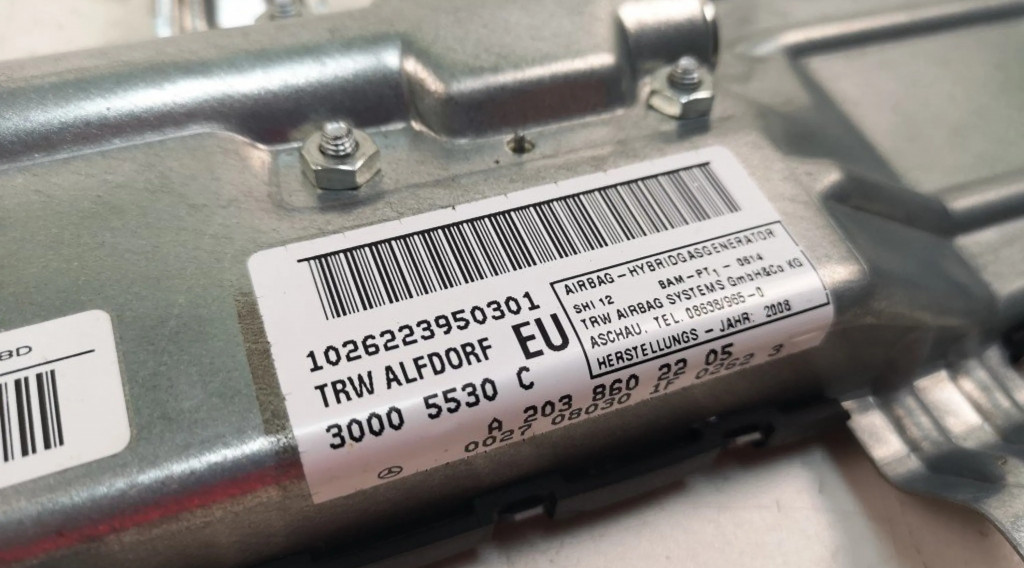 BD
1026223950301
TRW ALFDORF EU
3000 5530 C
A 203 860 22 05
0027 08030 1F 0262 3
AIRBAG-HYBRIDGASGENERATOR
SHI 12 BAM-PT1- 0814
TRW AIRBAG SYSTEMS GmbH&Co KG
ASCHAU. TEL. 08638/965-0
HERSTELLUNGS - JAHR: 2008